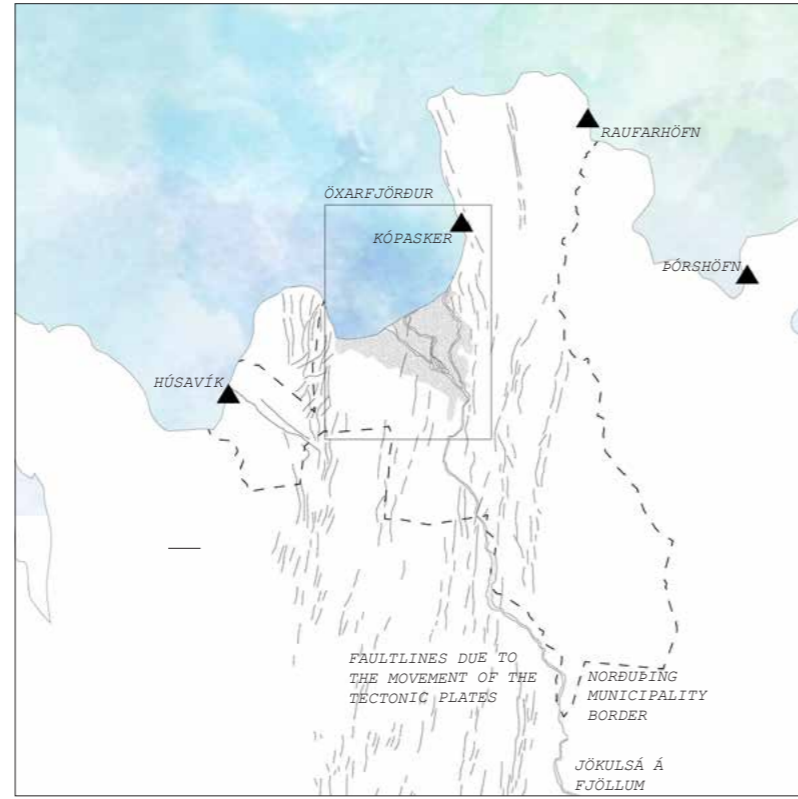 RAUFARHÖFN
ÖXARFJÖRÐUR
KÓPASKER
ÞÓRSHÖFN
HÚSAVÍK
FAULTLINES DUE TO
THE MOVEMENT OF THE
TECTONIC PLATES
NORÐUÞING
MUNICIPALITY
BORDER
JÖKULSÁ Á
FJÖLLUM